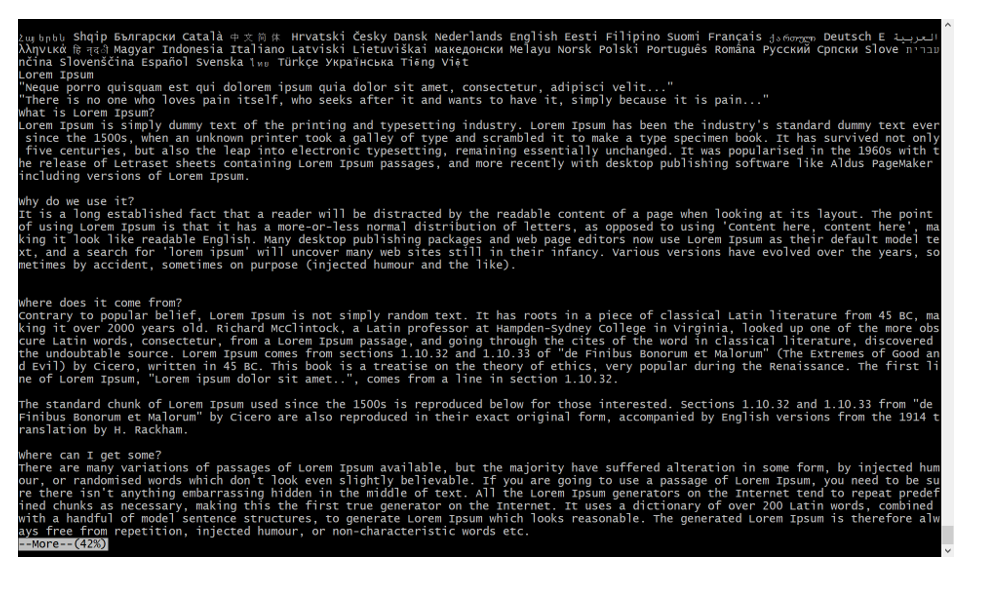 Հայերեն Shqip Български Català 中文简体 Hrvatski Česky Dansk Nederlands English Eesti Filipino Suomi Français ქართული Deutsch Ε العربية
λληνικά עברית हिन्दी Magyar Indonesia Italiano Latviski Lietuviškai македонски Melayu Norsk Polski Português Româna Русский Српски Slove
nčina Slovenščina Español Svenska ไทย Türkçe Українська Tiếng Việt
Lorem Ipsum
"Neque porro quisquam est qui dolorem ipsum quia dolor sit amet, consectetur, adipisci velit..."
"There is no one who loves pain itself, who seeks after it and wants to have it, simply because it is pain..."
What is Lorem Ipsum?
Lorem Ipsum is simply dummy text of the printing and typesetting industry. Lorem Ipsum has been the industry's standard dummy text ever
since the 1500s, when an unknown printer took a galley of type and scrambled it to make a type specimen book. It has survived not only
five centuries, but also the leap into electronic typesetting, remaining essentially unchanged. It was popularised in the 1960s with t
he release of Letraset sheets containing Lorem Ipsum passages, and more recently with desktop publishing software like Aldus PageMaker
including versions of Lorem Ipsum.
Why do we use it?
It is a long established fact that a reader will be distracted by the readable content of a page when looking at its layout. The point
of using Lorem Ipsum is that it has a more-or-less normal distribution of letters, as opposed to using 'Content here, content here', ma
king it look like readable English. Many desktop publishing packages and web page editors now use Lorem Ipsum as their default model te
xt, and a search for 'lorem ipsum' will uncover many web sites still in their infancy. Various versions have evolved over the years, so
metimes by accident, sometimes on purpose (injected humour and the like).
Where does it come from?
Contrary to popular belief, Lorem Ipsum is not simply random text. It has roots in a piece of classical Latin literature from 45 BC, ma
king it over 2000 years old. Richard McClintock, a Latin professor at Hampden-Sydney College in Virginia, looked up one of the more obs
cure Latin words, consectetur, from a Lorem Ipsum passage, and going through the cites of the word in classical literature, discovered
the undoubtable source. Lorem Ipsum comes from sections 1.10.32 and 1.10.33 of "de Finibus Bonorum et Malorum" (The Extremes of Good an
d Evil) by Cicero, written in 45 BC. This book is a treatise on the theory of ethics, very popular during the Renaissance. The first li
ne of Lorem Ipsum, "Lorem ipsum dolor sit amet..", comes from a line in section 1.10.32.
The standard chunk of Lorem Ipsum used since the 1500s is reproduced below for those interested. Sections 1.10.32 and 1.10.33 from "de
Finibus Bonorum et Malorum" by Cicero are also reproduced in their exact original form, accompanied by English versions from the 1914 t
ranslation by H. Rackham.
Where can I get some?
There are many variations of passages of Lorem Ipsum available, but the majority have suffered alteration in some form, by injected hum
our, or randomised words which don't look even slightly believable. If you are going to use a passage of Lorem Ipsum, you need to be su
re there isn't anything embarrassing hidden in the middle of text. All the Lorem Ipsum generators on the Internet tend to repeat predef
ined chunks as necessary, making this the first true generator on the Internet. It uses a dictionary of over 200 Latin words, combined
with a handful of model sentence structures, to generate Lorem Ipsum which looks reasonable. The generated Lorem Ipsum is therefore alw
ays free from repetition, injected humour, or non-characteristic words etc.
--More--(42%)